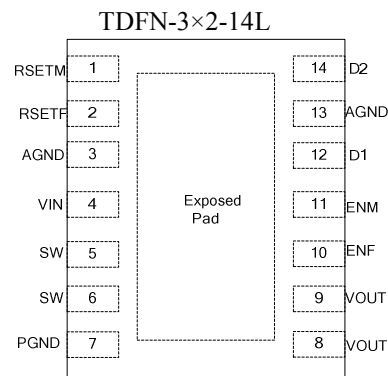 TDFN-3×2-14L
RSETM 1 14 D2
RSETF 2 13 AGND
AGND 3 12 D1
VIN 4 11 ENM
Exposed
Pad
SW 5 10 ENF
SW 6 9 VOUT
PGND 7 8 VOUT